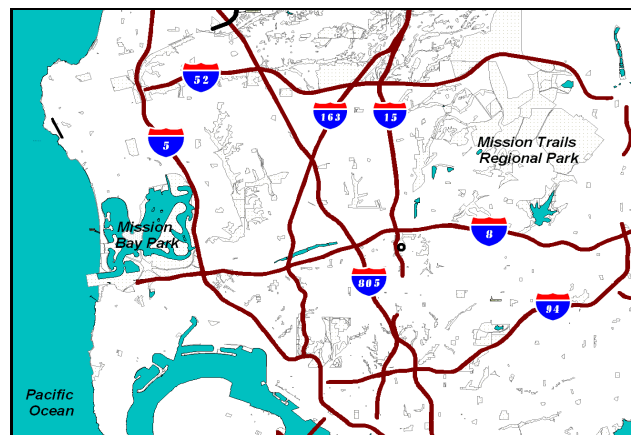 52
163
15
5
Mission Trails
Regional Park
Mission
Bay Park
8
805
94
Pacific
Ocean